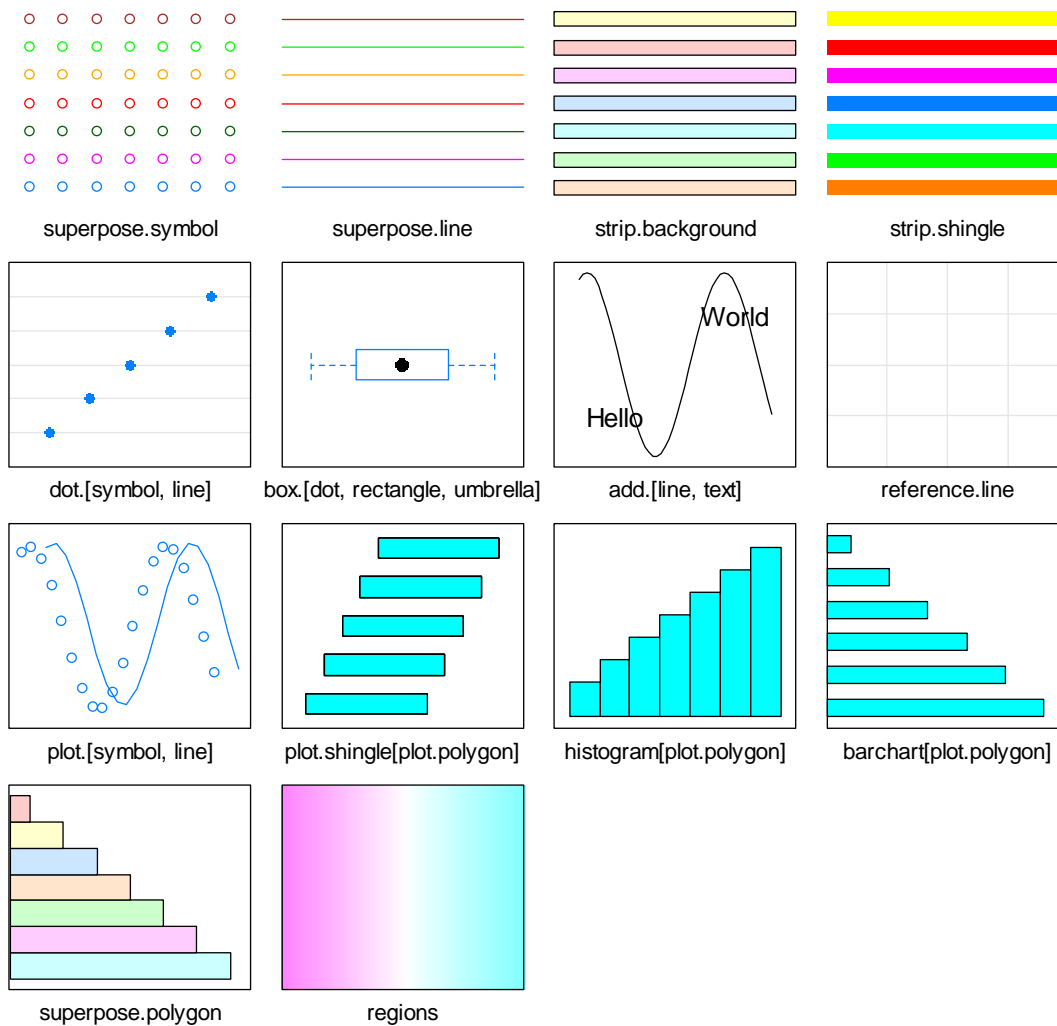 superpose.symbol
superpose.line
strip.background
strip.shingle
World
Hello
dot.[symbol, line]
box.[dot, rectangle, umbrella]
add.[line, text]
reference.line
plot.[symbol, line]
plot.shingle[plot.polygon]
histogram[plot.polygon]
barchart[plot.polygon]
superpose.polygon
regions